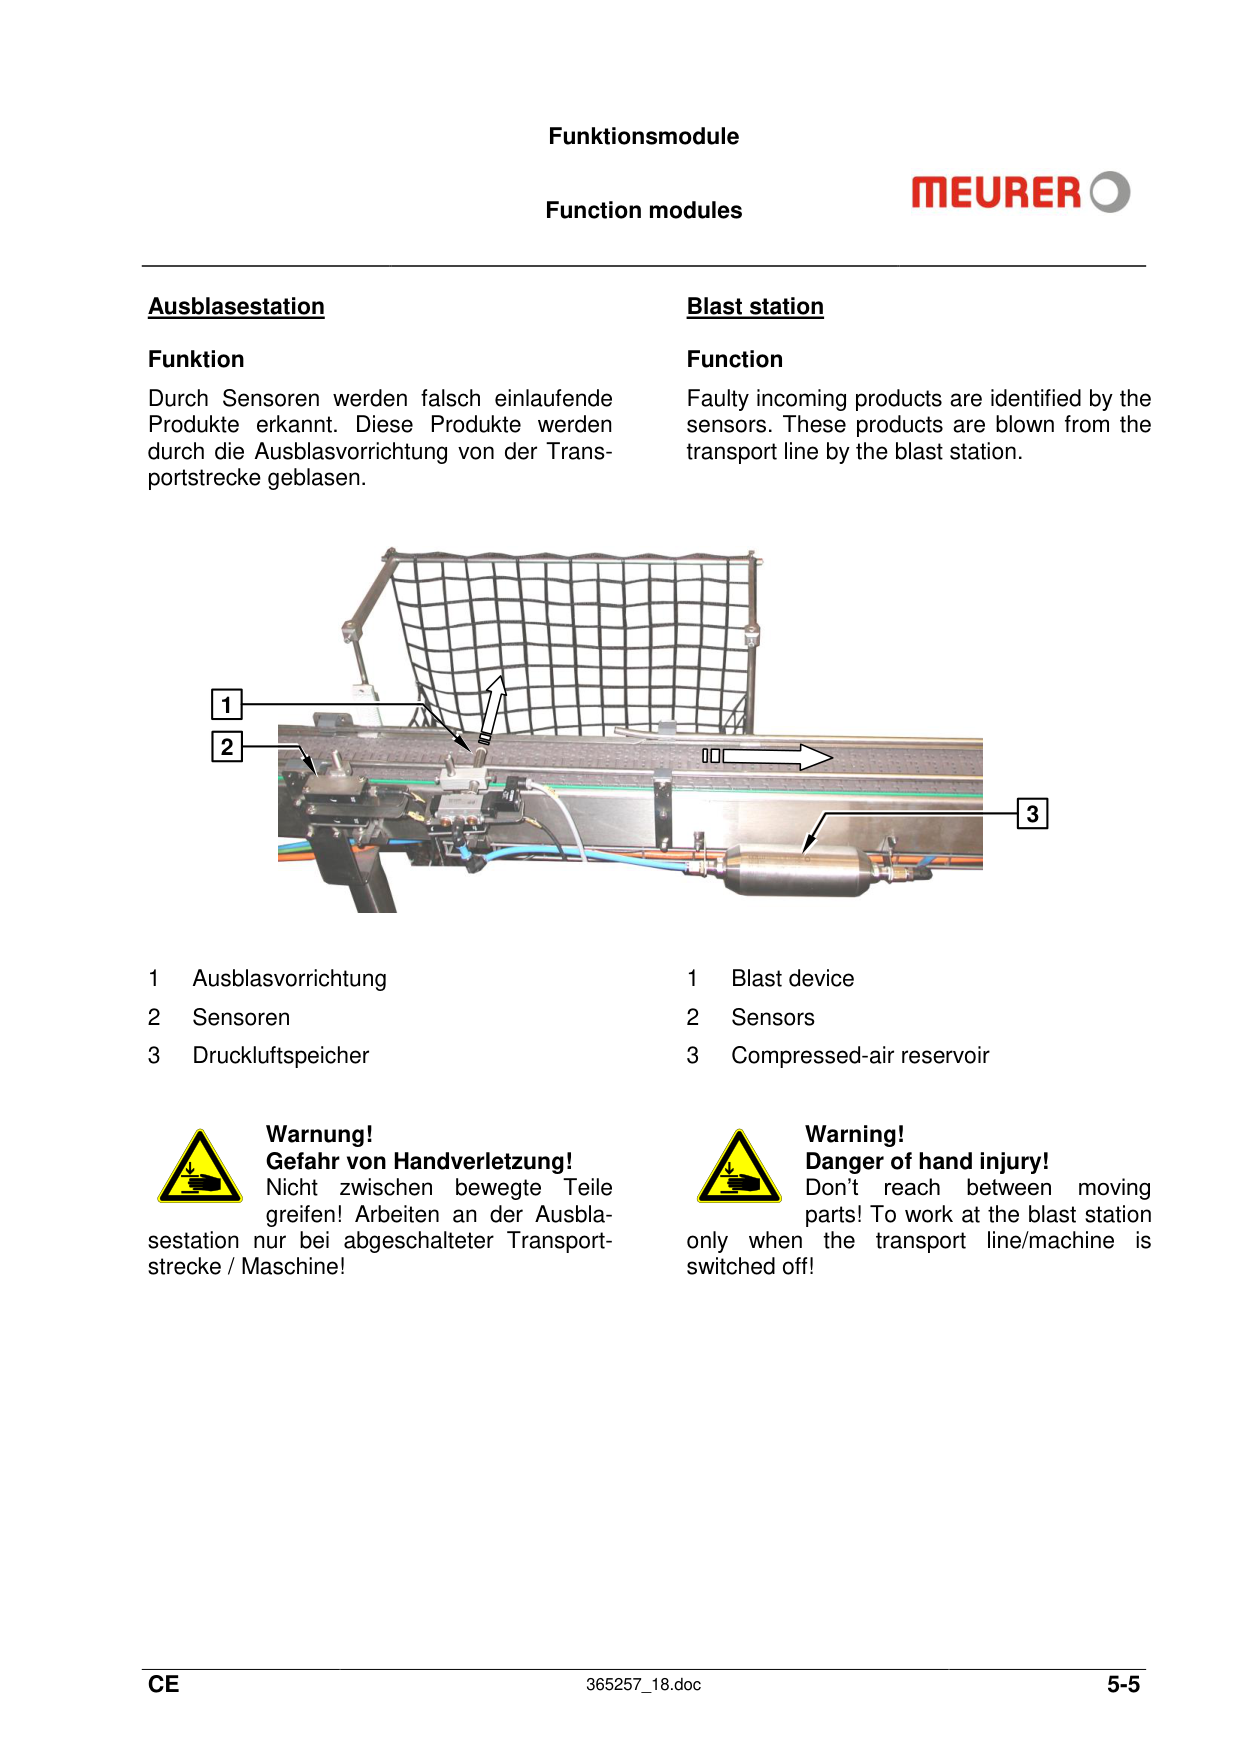 Funktionsmodule
Function modules
MEURER
Ausblasestation
Funktion
Durch Sensoren werden falsch einlaufende
Produkte erkannt. Diese Produkte werden
durch die Ausblasvorrichtung von der Trans-
portstrecke geblasen.
Blast station
Function
Faulty incoming products are identified by the
sensors. These products are blown from the
transport line by the blast station.
1
2
3
1 Ausblasvorrichtung
2 Sensoren
3 Druckluftspeicher
1 Blast device
2 Sensors
3 Compressed-air reservoir
Warnung!
Gefahr von Handverletzung!
Nicht zwischen bewegte Teile
greifen! Arbeiten an der Ausbla-
sestation nur bei abgeschalteter Transport-
strecke / Maschine!
Warning!
Danger of hand injury!
Don't reach between moving
parts! To work at the blast station
only when the transport line/machine is
switched off!
CE
365257_18.doc
5-5